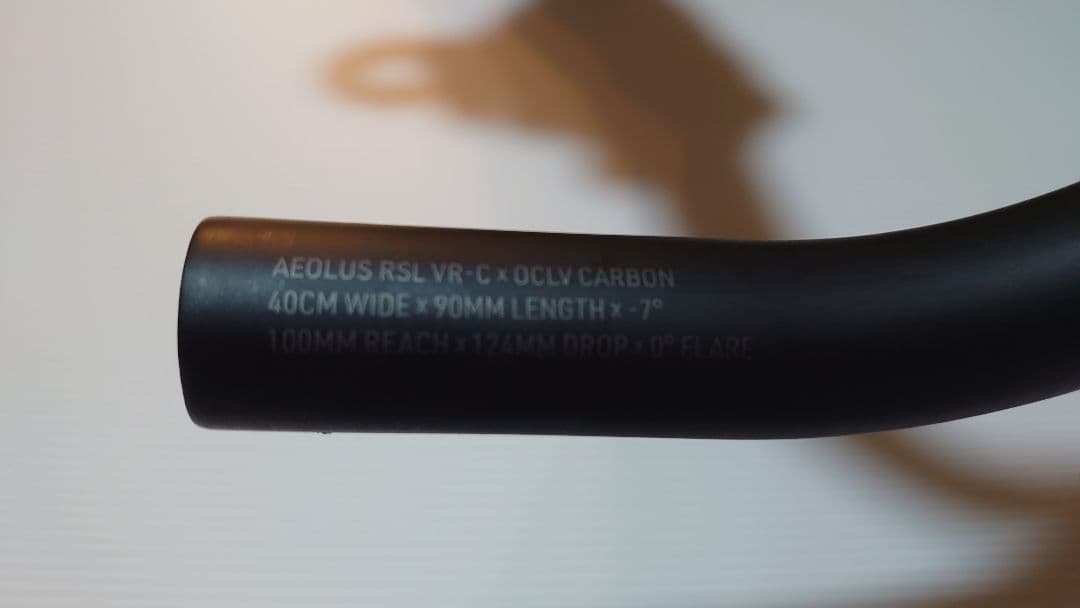 AEOLUS RSL VR-C x OCLV CARBON
40CM WIDE x 90MM LENGTH x -7°
100MM REACH x 124MM DROP x 0° FLARE